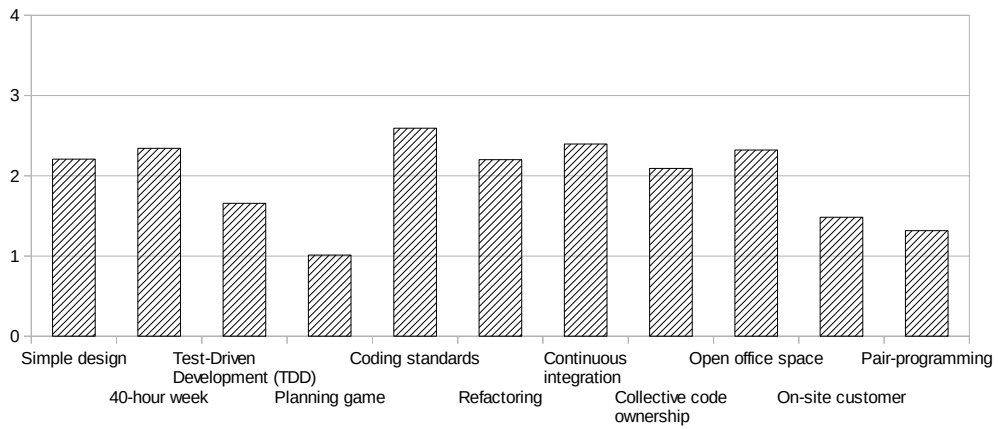 4
3
2
1
0
Simple design
Test-Driven
Development (TDD)
Coding standards
Continuous
integration
Open office space
Pair-programming
40-hour week
Planning game
Refactoring
Collective code
ownership
On-site customer